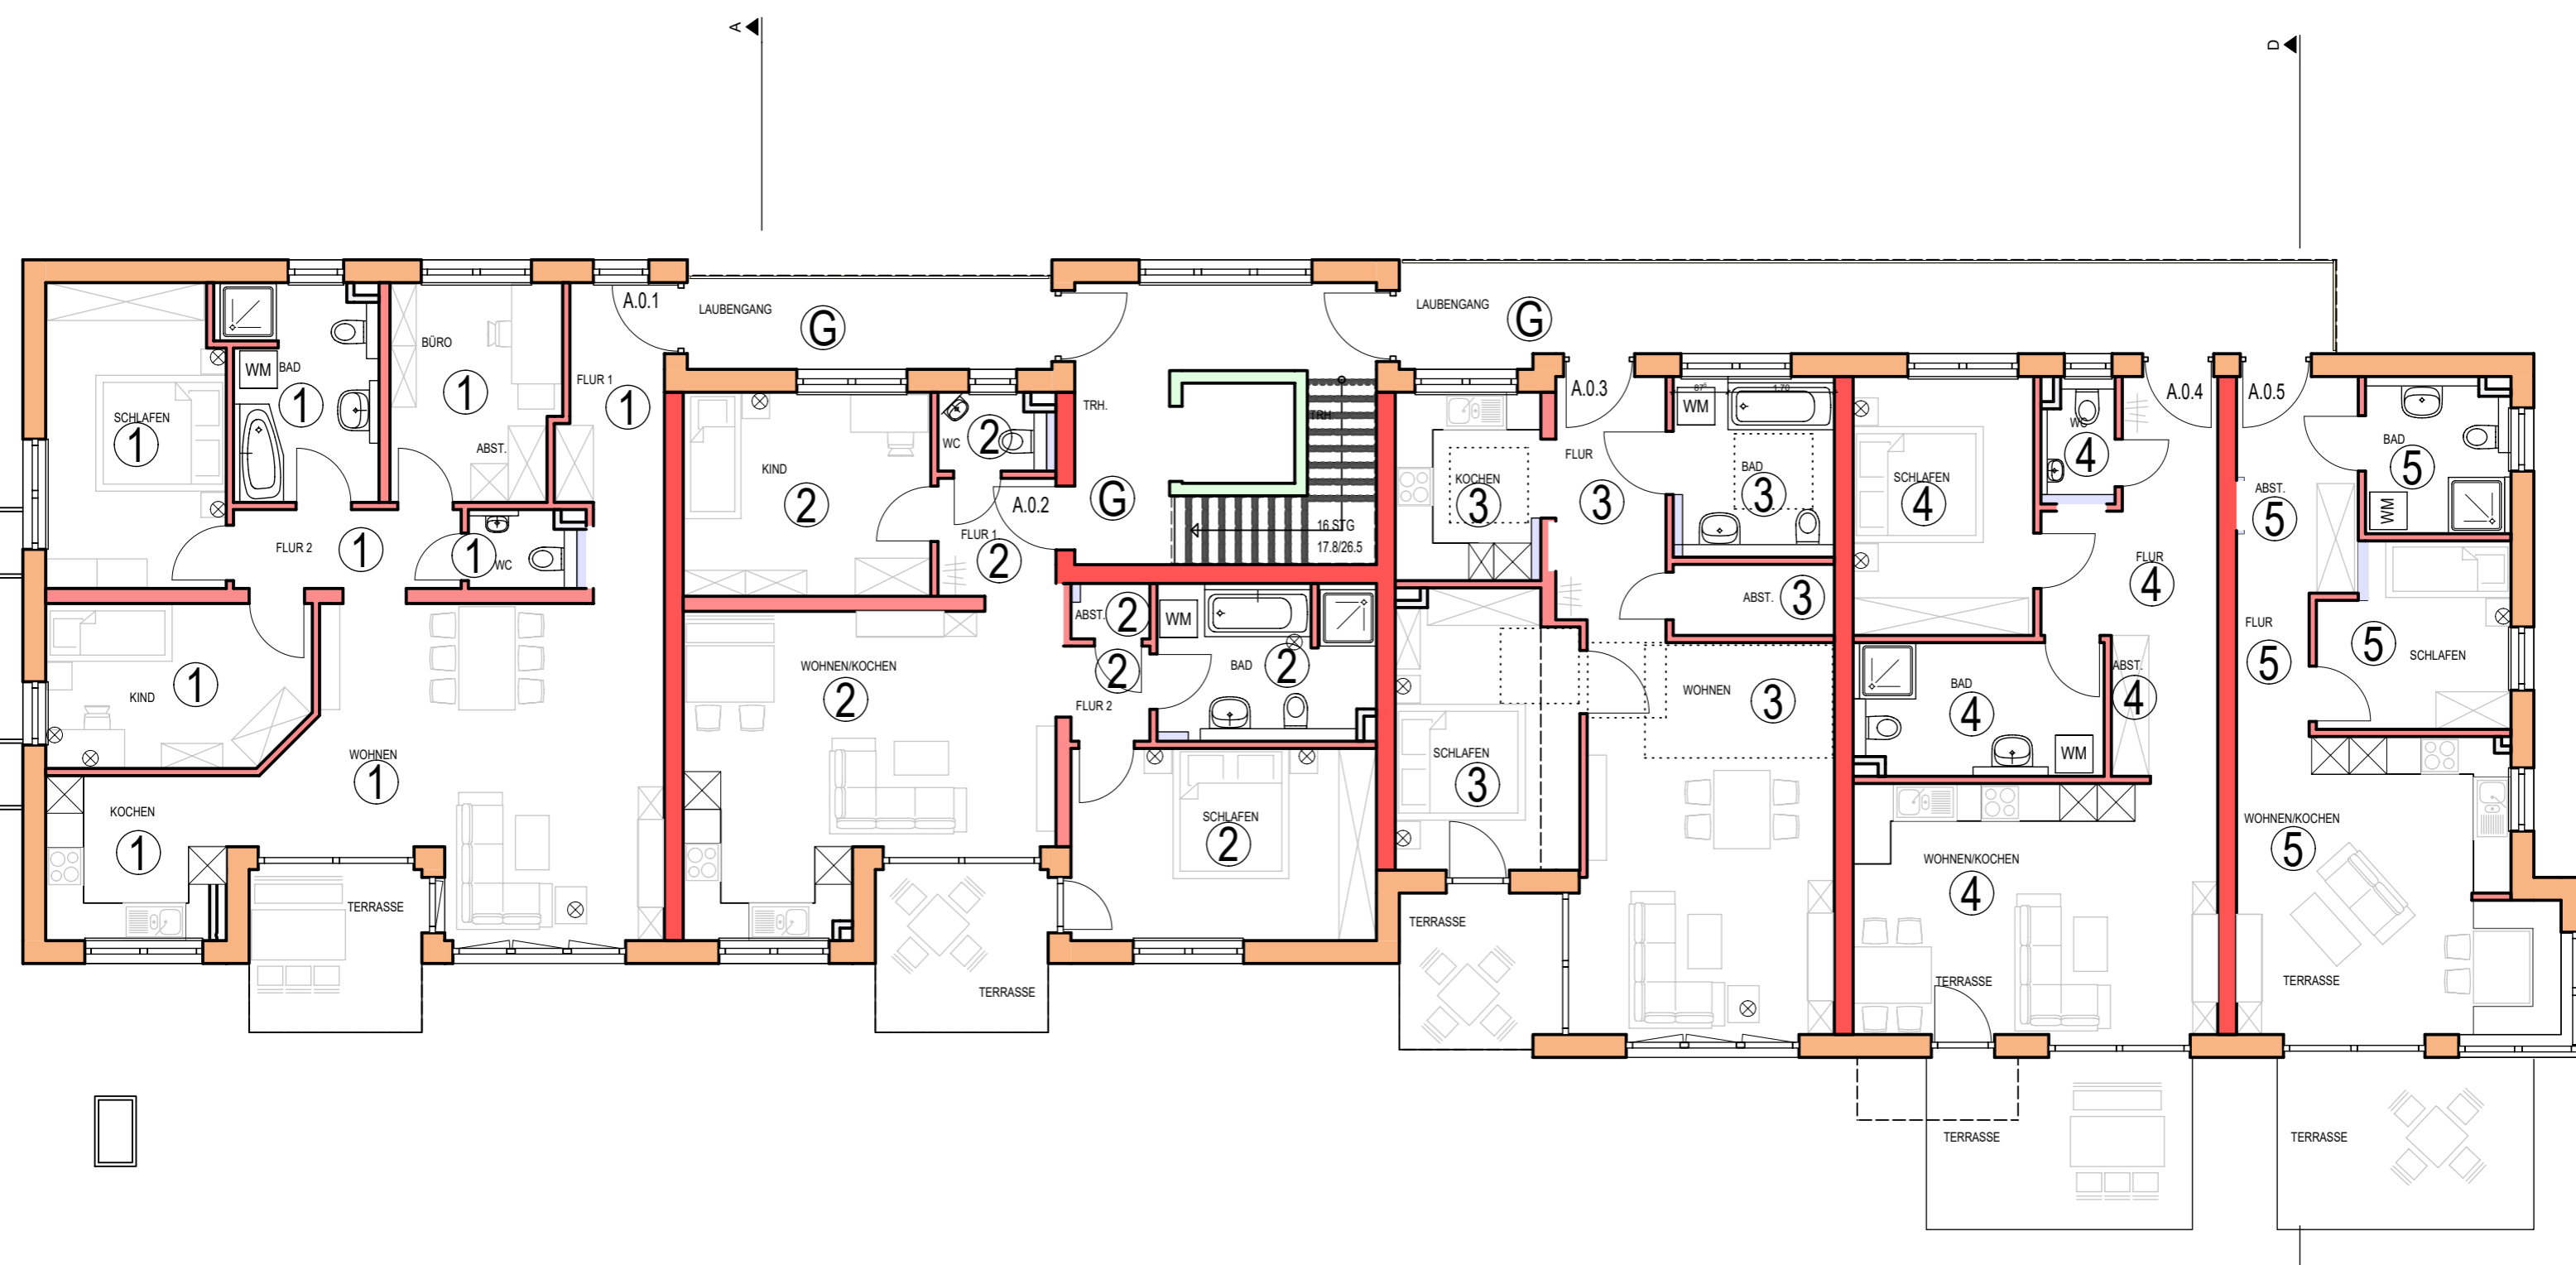 A
D
A.0.1
LAUBENGANG
G
LAUBENGANG
G
BÜRO
1
WM
BAD
1
FLUR 1
1
SCHLAFEN
1
ABST.
FLUR 2
1
1
WC
KIND
1
WOHNEN
1
KOCHEN
1
TERRASSE
KIND
2
WC
2
A.0.2
FLUR 1
2
TRH.
G
TRH.
16 STG
17.8/26.5
WOHNEN/KOCHEN
2
ABST.
2
2
FLUR 2
WM
BAD
2
SCHLAFEN
2
TERRASSE
A.0.3
KOCHEN
3
FLUR
3
87⁵
1.70
WM
BAD
3
ABST.
3
WOHNEN
3
SCHLAFEN
3
TERRASSE
A.0.4
SCHLAFEN
4
WC
4
FLUR
4
BAD
4
WM
ABST.
4
WOHNEN/KOCHEN
4
TERRASSE
TERRASSE
A.0.5
BAD
5
WM
ABST.
5
FLUR
5
5
SCHLAFEN
WOHNEN/KOCHEN
5
TERRASSE
TERRASSE